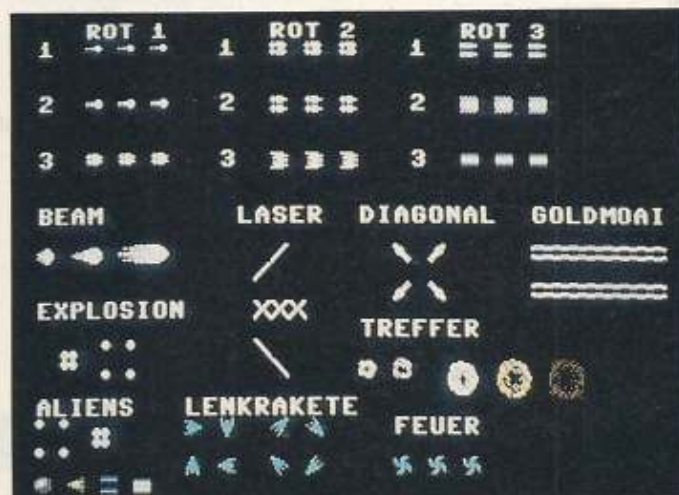 ROT 1 ROT 2 ROT 3
1 1 1
2 2 2
3 3 3
BEAM LASER DIAGONAL GOLDMOAI
EXPLOSION
TREFFER
ALIENS LENKRAKETE
FEUER